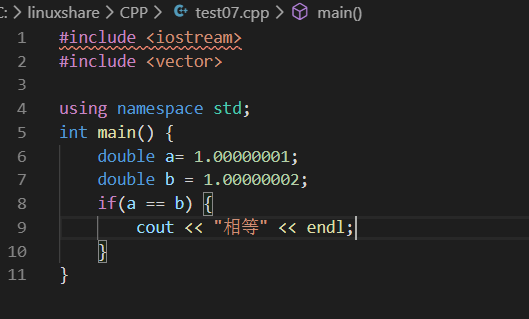 C: > linuxshare > CPP > test07.cpp > main()
1 #include <iostream>
2 #include <vector>
3
4 using namespace std;
5 int main() {
6 double a= 1.00000001;
7 double b = 1.00000002;
8 if(a == b) {
9 cout << "相等" << endl;
10 }
11 }